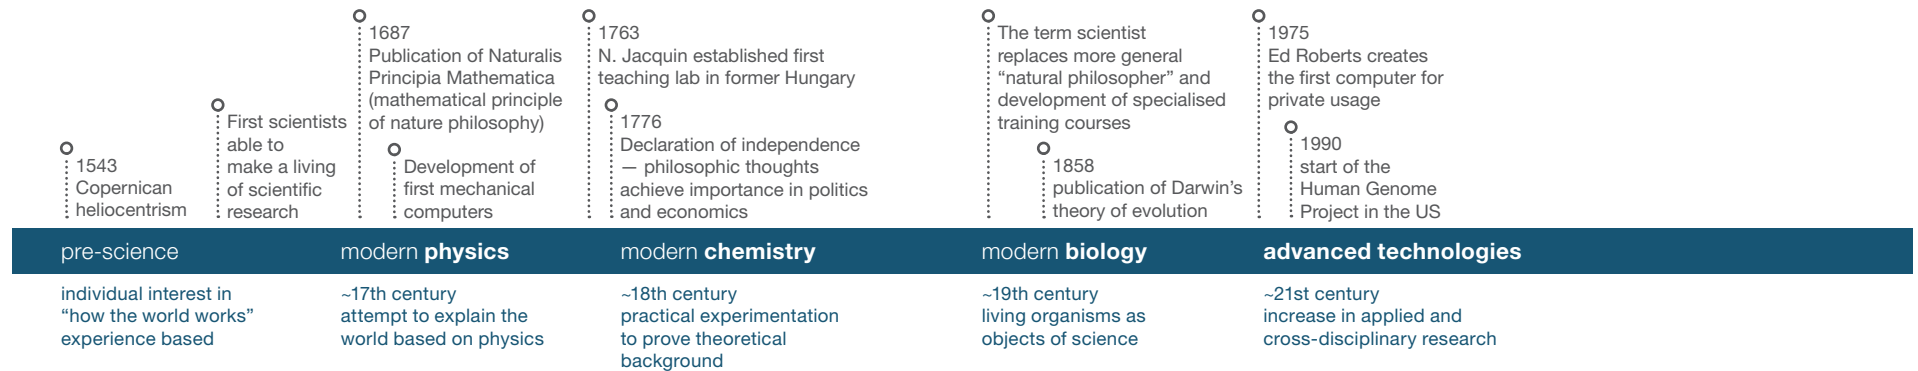 1543
Copernican
heliocentrism
First scientists
able to
make a living
of scientific
research
1687
Publication of Naturalis
Principia Mathematica
(mathematical principle
of nature philosophy)
Development of
first mechanical
computers
1763
N. Jacquin established first
teaching lab in former Hungary
1776
Declaration of independence
— philosophic thoughts
achieve importance in politics
and economics
The term scientist
replaces more general
“natural philosopher” and
development of specialised
training courses
1858
publication of Darwin’s
theory of evolution
1975
Ed Roberts creates
the first computer for
private usage
1990
start of the
Human Genome
Project in the US
pre-science
modern physics
modern chemistry
modern biology
advanced technologies
individual interest in
“how the world works”
experience based
~17th century
attempt to explain the
world based on physics
~18th century
practical experimentation
to prove theoretical
background
~19th century
living organisms as
objects of science
~21st century
increase in applied and
cross-disciplinary research